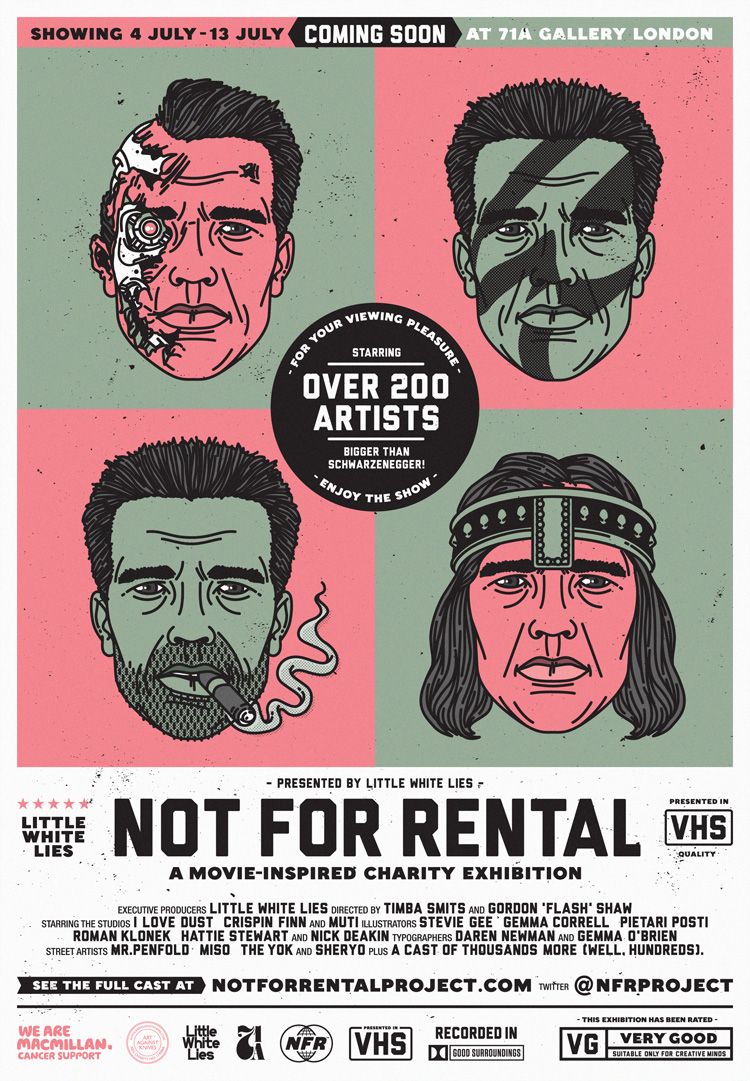 SHOWING 4 JULY - 13 JULY COMING SOON AT 71A GALLERY LONDON
- FOR YOUR VIEWING PLEASURE -
STARRING
OVER 200
ARTISTS
BIGGER THAN
SCHWARZENEGGER!
- ENJOY THE SHOW -
- PRESENTED BY LITTLE WHITE LIES -
LITTLE
WHITE
LIES
NOT FOR RENTAL
PRESENTED IN
VHS
QUALITY
A MOVIE-INSPIRED CHARITY EXHIBITION
EXECUTIVE PRODUCERS LITTLE WHITE LIES DIRECTED BY TIMBA SMITS AND GORDON 'FLASH' SHAW
STARRING THE STUDIOS I LOVE DUST CRISPIN FINN AND MUTI ILLUSTRATORS STEVIE GEE GEMMA CORRELL PIETARI POSTI
ROMAN KLONEK HATTIE STEWART AND NICK DEAKIN TYPOGRAPHERS DAREN NEWMAN AND GEMMA O'BRIEN
STREET ARTISTS MR.PENFOLD MISO THE YOK AND SHERYO PLUS A CAST OF THOUSANDS MORE (WELL, HUNDREDS).
SEE THE FULL CAST AT NOTFORRENTALPROJECT.COM TWITTER @NFRPROJECT
WE ARE
MACMILLAN.
CANCER SUPPORT
ART
AGAINST
KNIVES
Little
White
Lies
71A
NFR
PRESENTED IN
VHS
RECORDED IN
GOOD SURROUNDINGS
- THIS EXHIBITION HAS BEEN RATED -
VG VERY GOOD
SUITABLE ONLY FOR CREATIVE MINDS